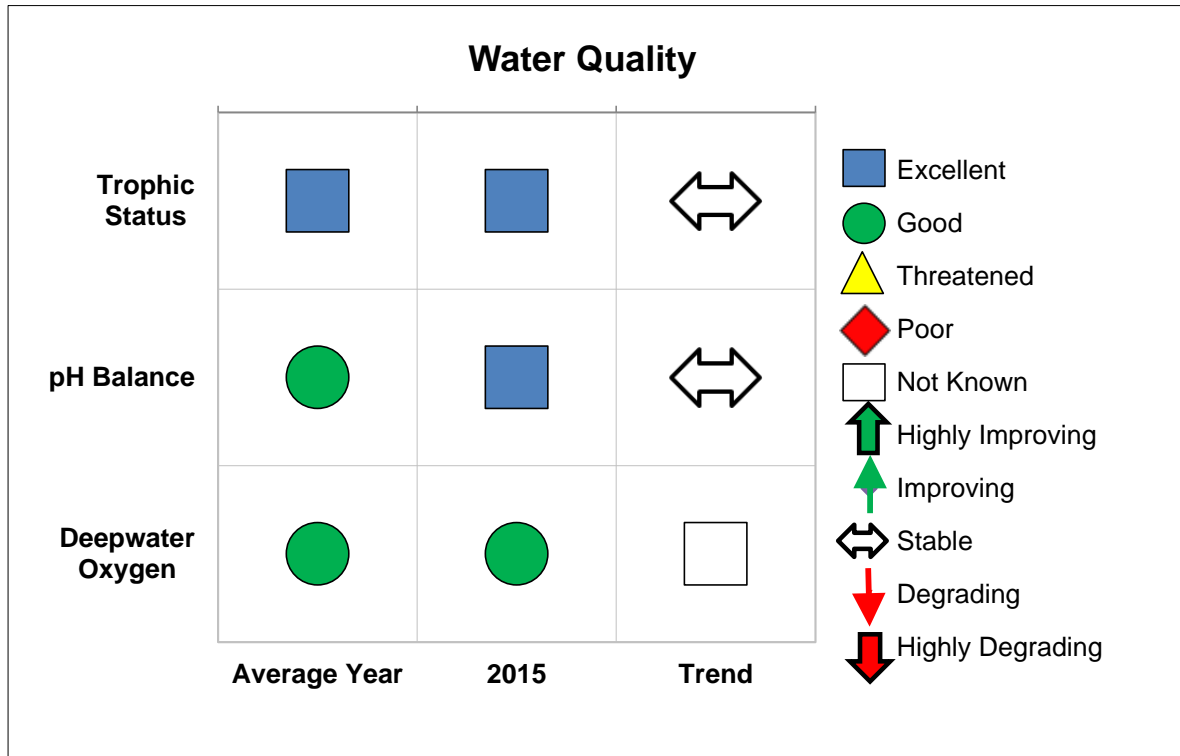 Water Quality
Trophic
Status
pH Balance
Deepwater
Oxygen
Average Year
2015
Trend
Excellent
Good
Threatened
Poor
Not Known
Highly Improving
Improving
Stable
Degrading
Highly Degrading